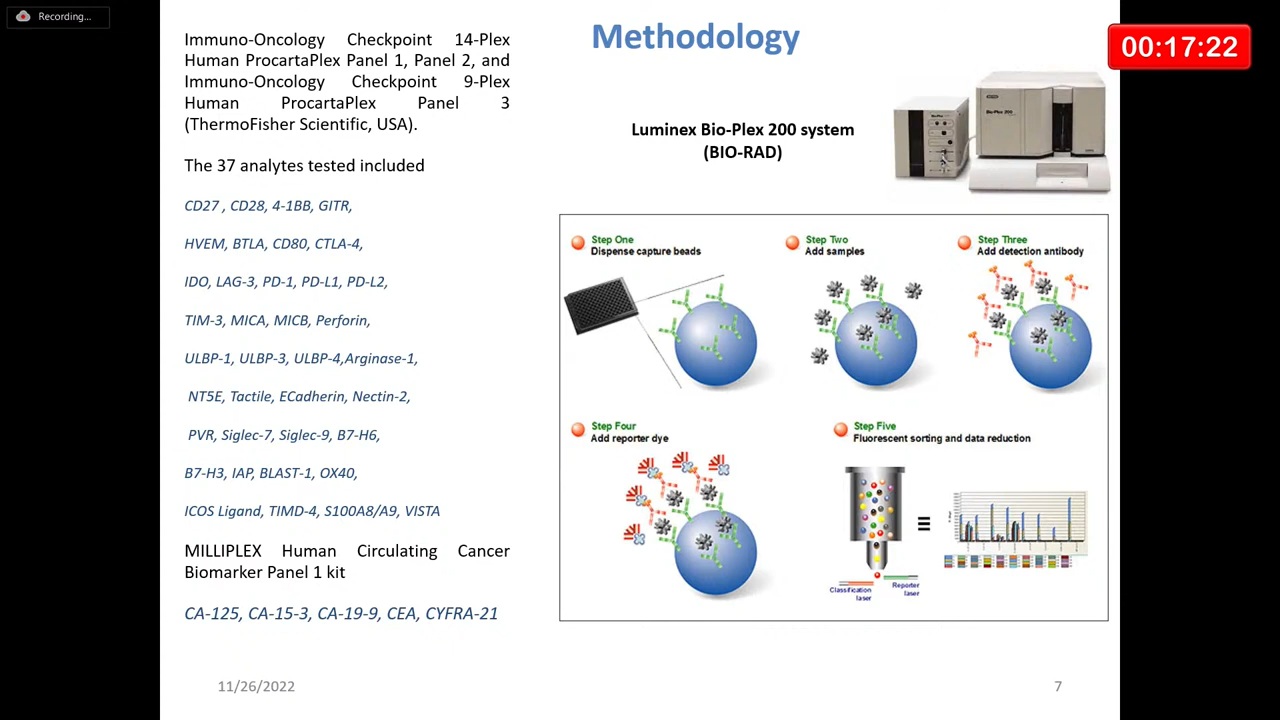 Recording...
Methodology
00:17:22
Immuno-Oncology Checkpoint 14-Plex
Human ProcartaPlex Panel 1, Panel 2, and
Immuno-Oncology Checkpoint 9-Plex
Human ProcartaPlex Panel 3
(ThermoFisher Scientific, USA).
The 37 analytes tested included
CD27 , CD28, 4-1BB, GITR,
HVEM, BTLA, CD80, CTLA-4,
IDO, LAG-3, PD-1, PD-L1, PD-L2,
TIM-3, MICA, MICB, Perforin,
ULBP-1, ULBP-3, ULBP-4,Arginase-1,
NT5E, Tactile, ECadherin, Nectin-2,
PVR, Siglec-7, Siglec-9, B7-H6,
B7-H3, IAP, BLAST-1, OX40,
ICOS Ligand, TIMD-4, S100A8/A9, VISTA
MILLIPLEX Human Circulating Cancer
Biomarker Panel 1 kit
CA-125, CA-15-3, CA-19-9, CEA, CYFRA-21
Luminex Bio-Plex 200 system
(BIO-RAD)
Bio-Plex 200
Step One
Dispense capture beads
Step Two
Add samples
Step Three
Add detection antibody
Step Four
Add reporter dye
Step Five
Fluorescent sorting and data reduction
Classification
laser
Reporter
laser
11/26/2022
7